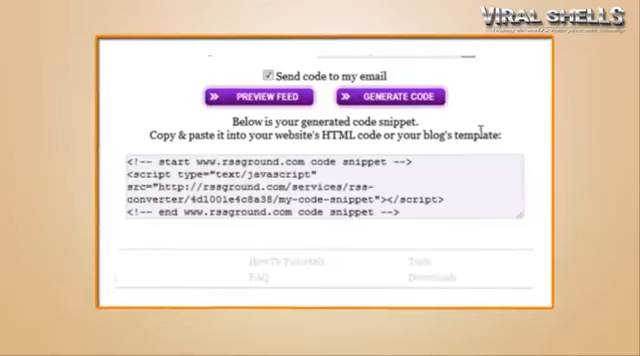 VIRAL SHELLS
Send code to my email
PREVIEW FEED
GENERATE CODE
Below is your generated code snippet.
Copy & paste it into your website's HTML code or your blog's template:
<!-- start www.rssground.com code snippet -->
<script type="text/javascript"
src="http://rssground.com/services/rss-
converter/4d1001e4c8a38/my-code-snippet"></script>
<!-- end www.rssground.com code snippet -->
How To Tutorials
Tools
FAQ
Downloads